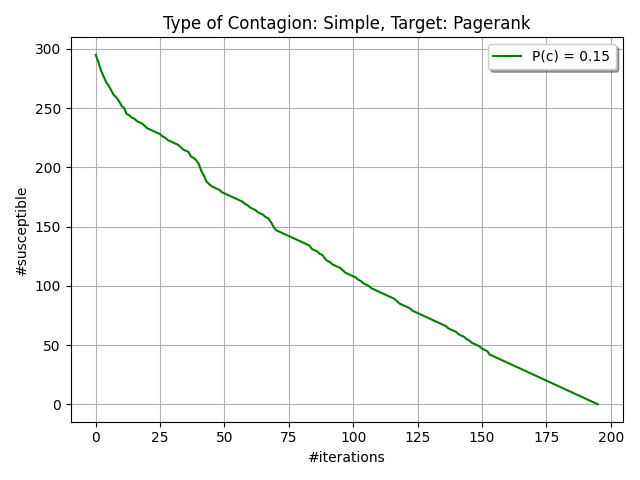 Type of Contagion: Simple, Target: Pagerank
P(c) = 0.15
#susceptible
300
250
200
150
100
50
0
0 25 50 75 100 125 150 175 200
#iterations